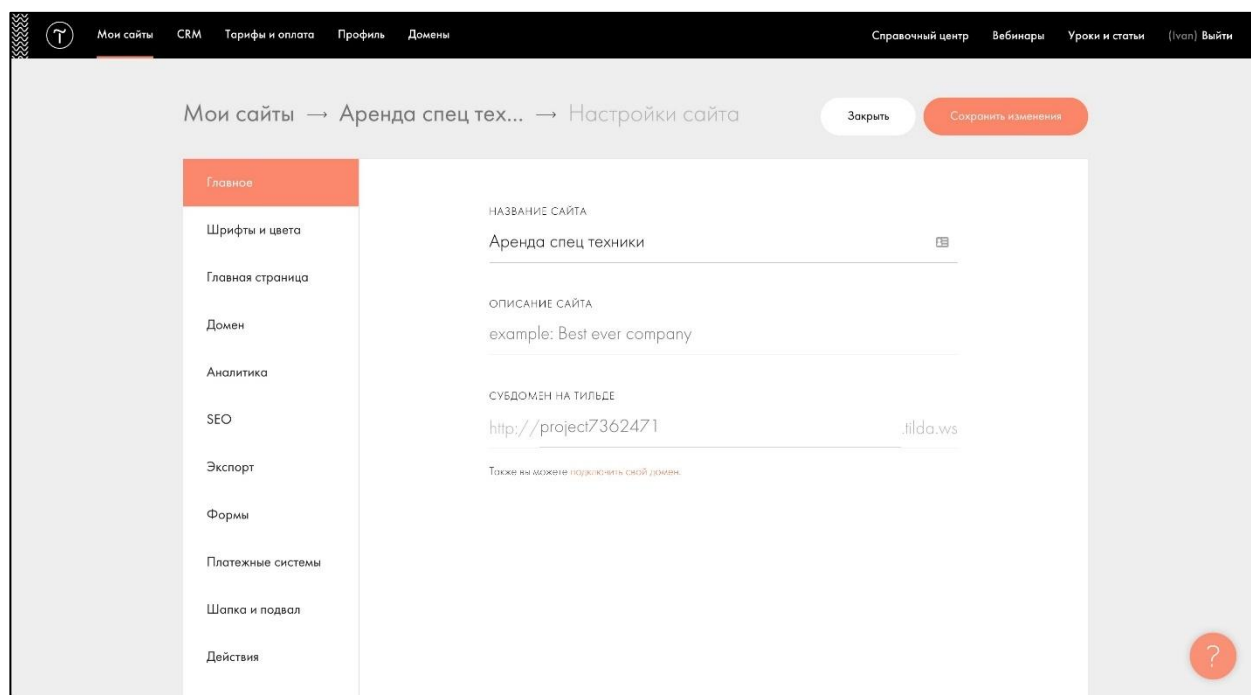 Мои сайты CRM Тарифы и оплата Профиль Домены Справочный центр Вебинары Уроки и статьи (Ivan) Выйти
Мои сайты → Аренда спец тех... → Настройки сайта Закрыть Сохранить изменения
Главное
Шрифты и цвета
Главная страница
Домен
Аналитика
SEO
Экспорт
Формы
Платежные системы
Шапка и подвал
Действия
НАЗВАНИЕ САЙТА
Аренда спец техники
ОПИСАНИЕ САЙТА
example: Best ever company
СУБДОМЕН НА ТИЛЬДЕ
http://project7362471 .tilda.ws
Также вы можете подключить свой домен.
?